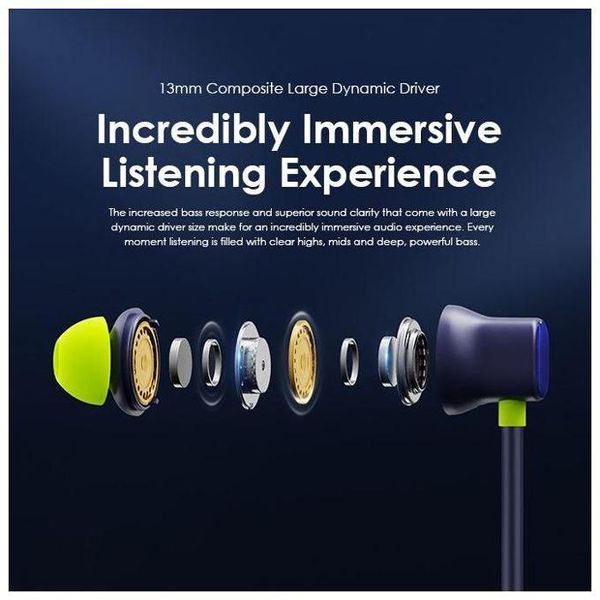 13mm Composite Large Dynamic Driver
Incredibly Immersive
Listening Experience
The increased bass response and superior sound clarity that come with a large
dynamic driver size make for an incredibly immersive audio experience. Every
moment listening is filled with clear highs, mids and deep, powerful bass.